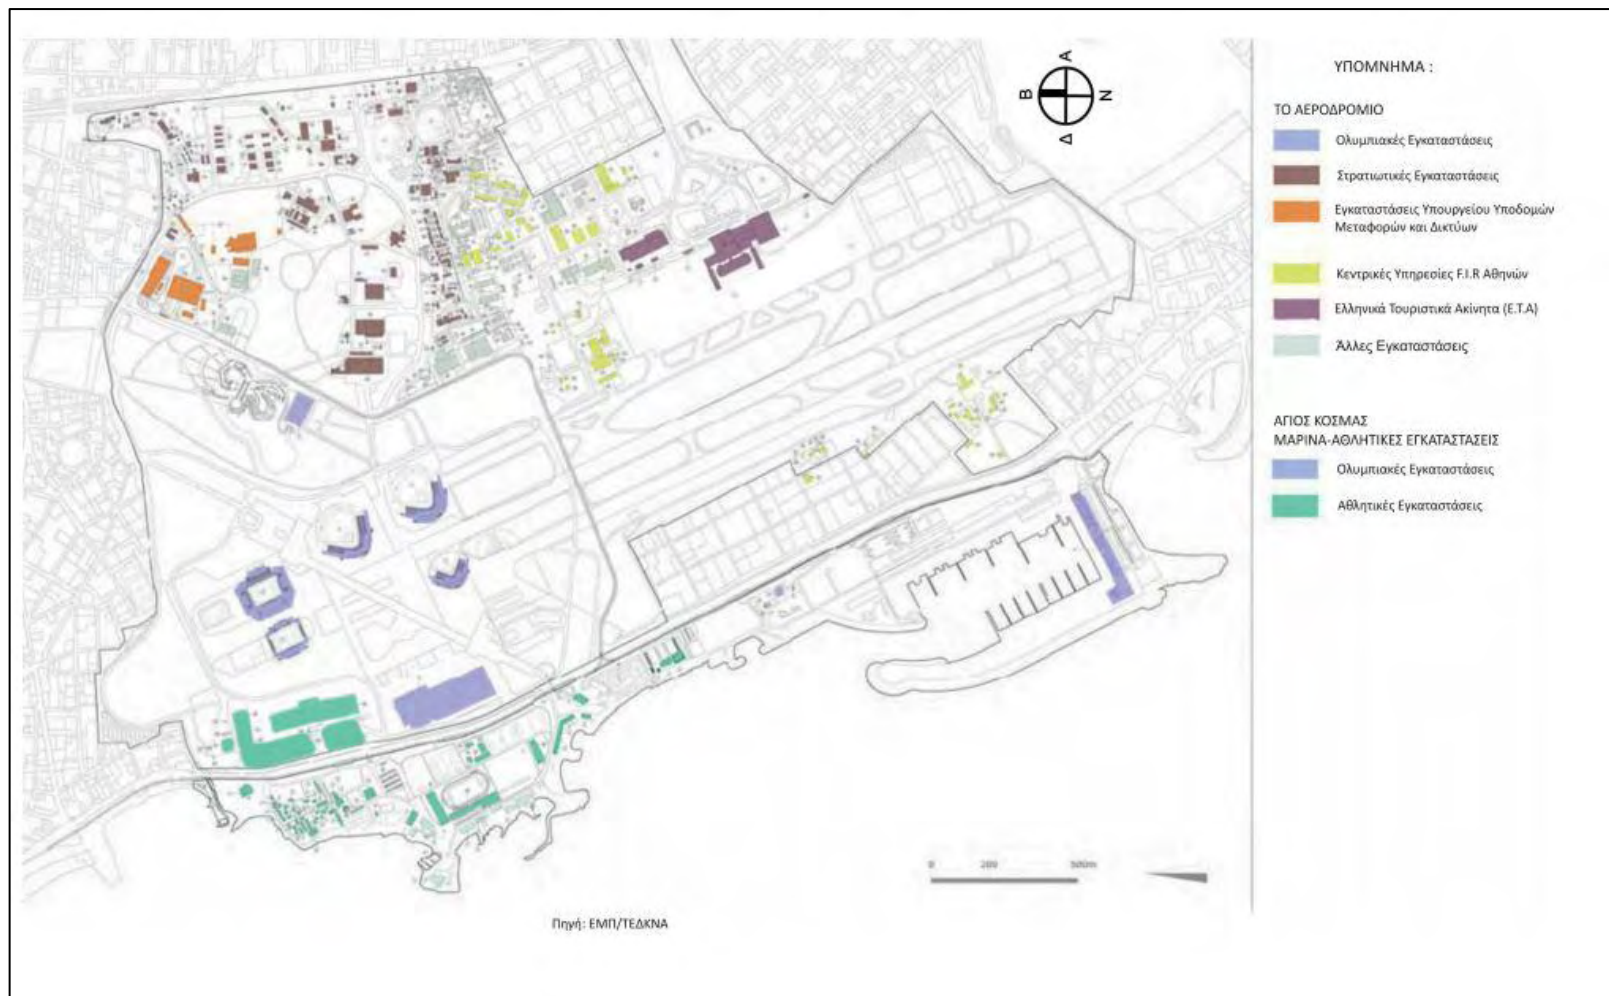 Α
Β
Ν
Δ
ΥΠΟΜΝΗΜΑ :
ΤΟ ΑΕΡΟΔΡΟΜΙΟ
Ολυμπιακές Εγκαταστάσεις
Στρατιωτικές Εγκαταστάσεις
Εγκαταστάσεις Υπουργείου Υποδομών
Μεταφορών και Δικτύων
Κεντρικές Υπηρεσίες F.I.R Αθηνών
Ελληνικά Τουριστικά Ακίνητα (Ε.Τ.Α)
Άλλες Εγκαταστάσεις
ΑΓΙΟΣ ΚΟΣΜΑΣ
ΜΑΡΙΝΑ-ΑΘΛΗΤΙΚΕΣ ΕΓΚΑΤΑΣΤΑΣΕΙΣ
Ολυμπιακές Εγκαταστάσεις
Αθλητικές Εγκαταστάσεις
0 200 500m
Πηγή: ΕΜΠ/ΤΕΔΚΝΑ